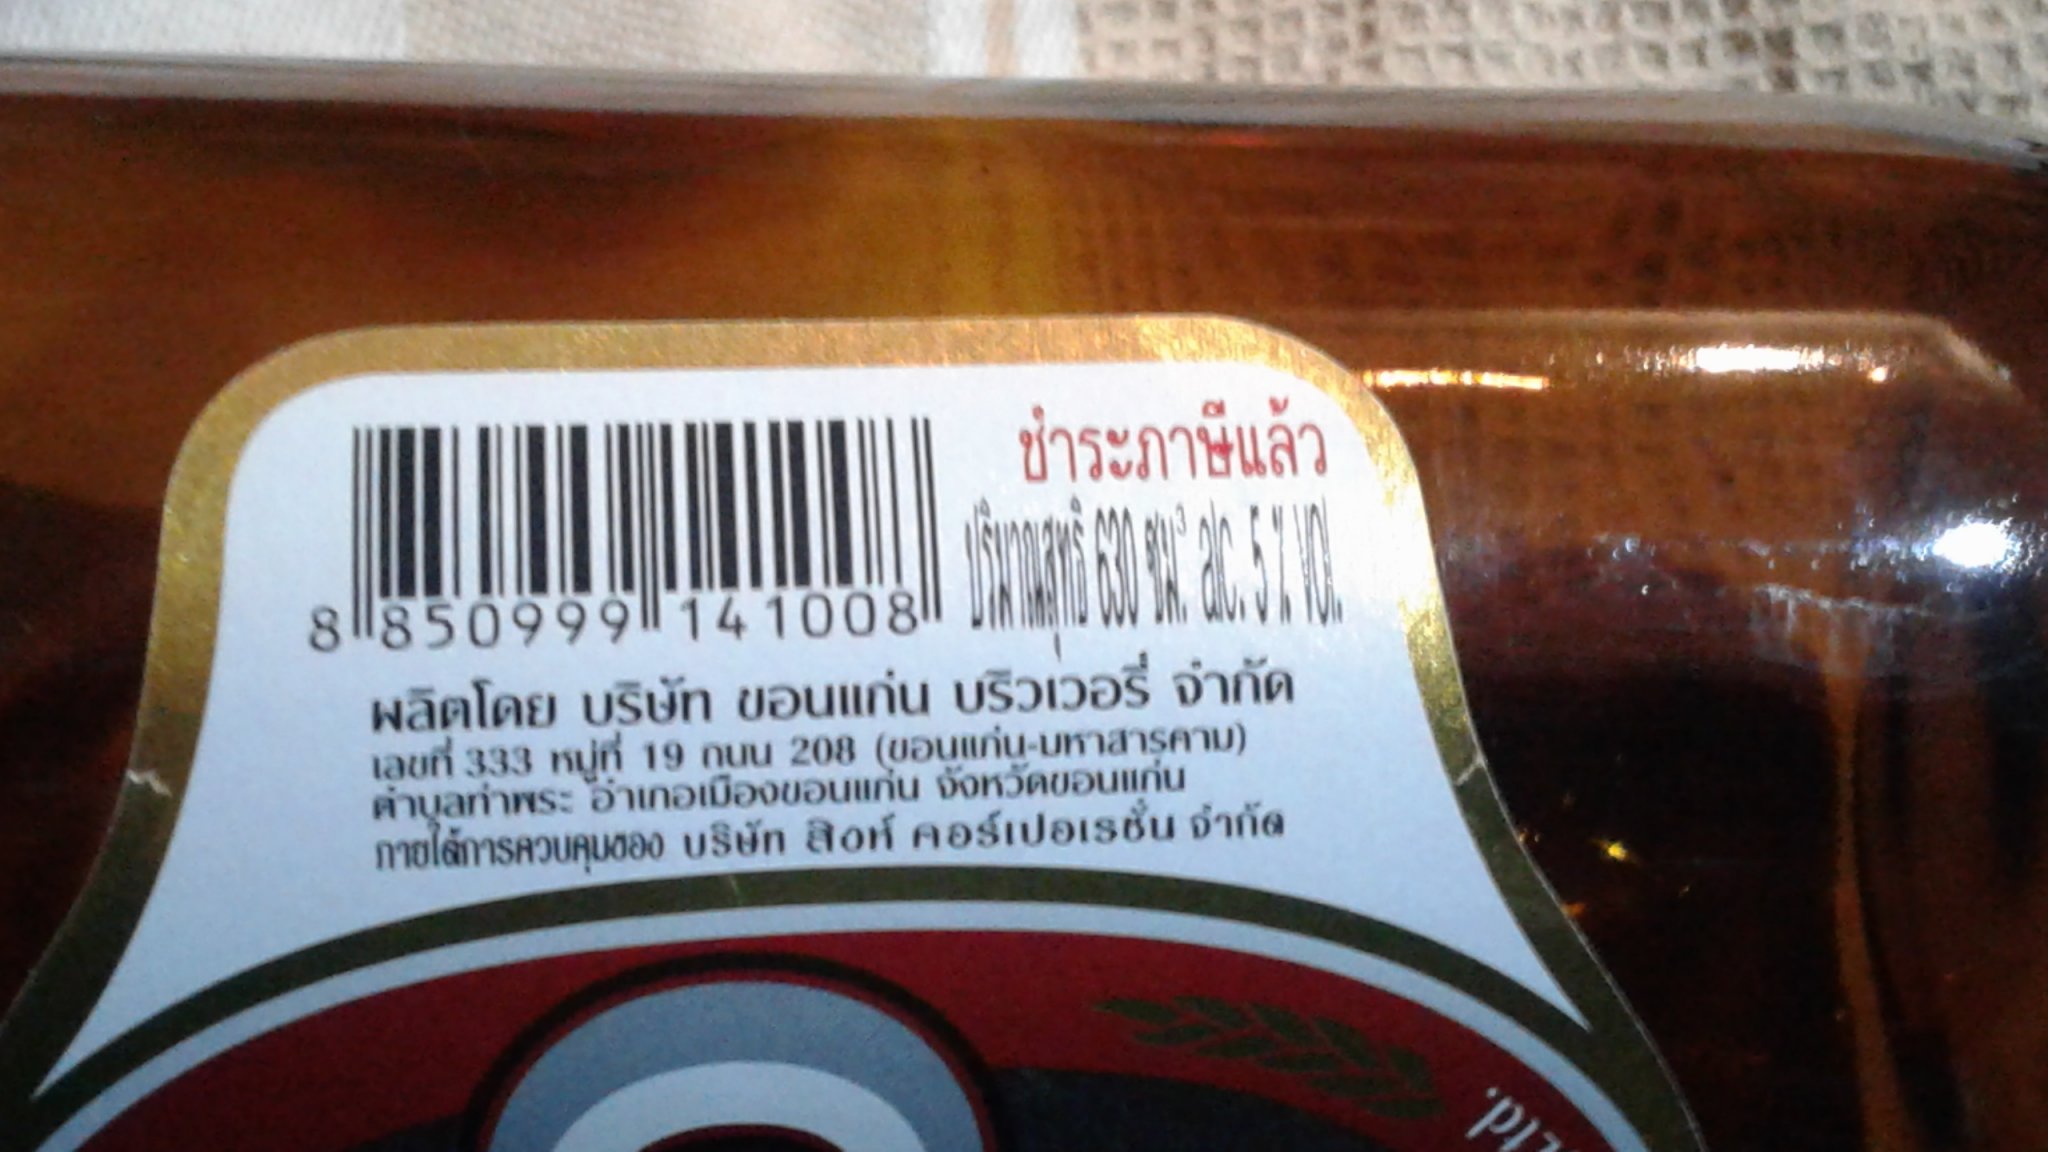 ชำระภาษีแล้ว
ปริมาณสุทธิ 630 ซม³. alc. 5 % vol.
8 850999 141008
ผลิตโดย บริษัท ขอนแก่น บริวเวอรี่ จำกัด
เลขที่ 333 หมู่ที่ 19 ถนน 208 (ขอนแก่น-มหาสารคาม)
ตำบลท่าพระ อำเภอเมืองขอนแก่น จังหวัดขอนแก่น
ภายใต้การควบคุมของ บริษัท สิงห์ คอร์เปอเรชั่น จำกัด
Ltd.